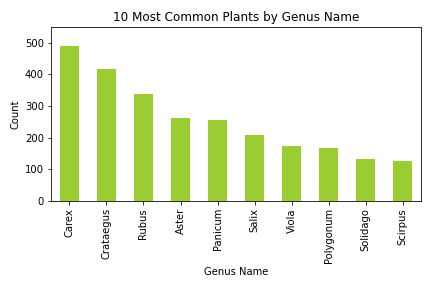 10 Most Common Plants by Genus Name
500
400
300
200
100
0
Count
Carex
Crataegus
Rubus
Aster
Panicum
Salix
Viola
Polygonum
Solidago
Scirpus
Genus Name